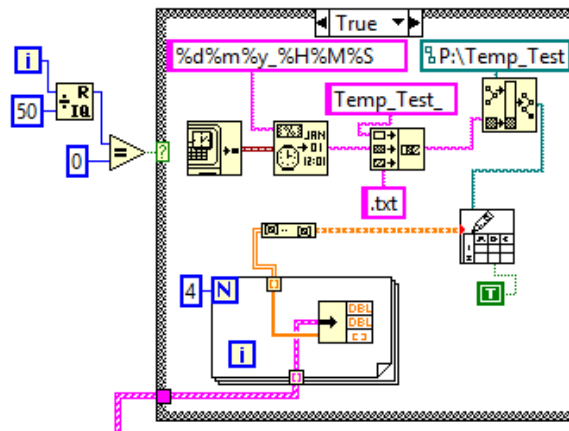 True
%d%m%y_%H%M%S
P:\Temp_Test
i
R
IQ
50
Temp_Test_
JAN
01
12:01
0
=
?
.txt
4
N
DBL
DBL
i
T